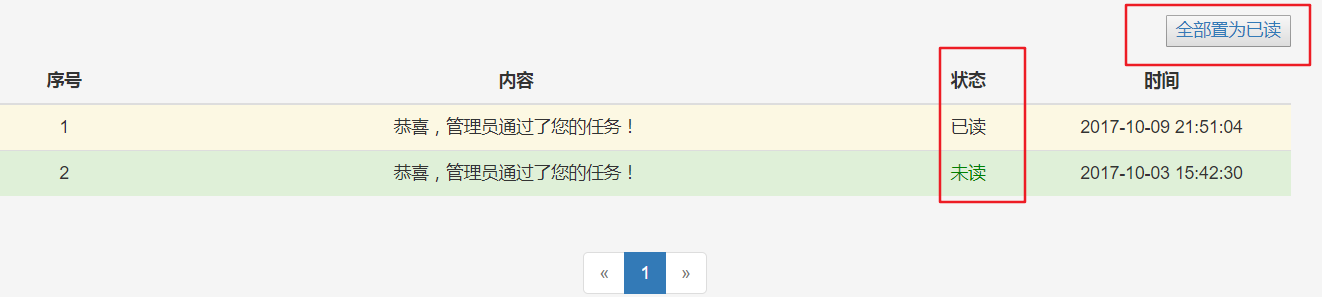 全部置为已读
序号 内容 状态 时间
1 恭喜，管理员通过了您的任务！ 已读 2017-10-09 21:51:04
2 恭喜，管理员通过了您的任务！ 未读 2017-10-03 15:42:30
« 1 »